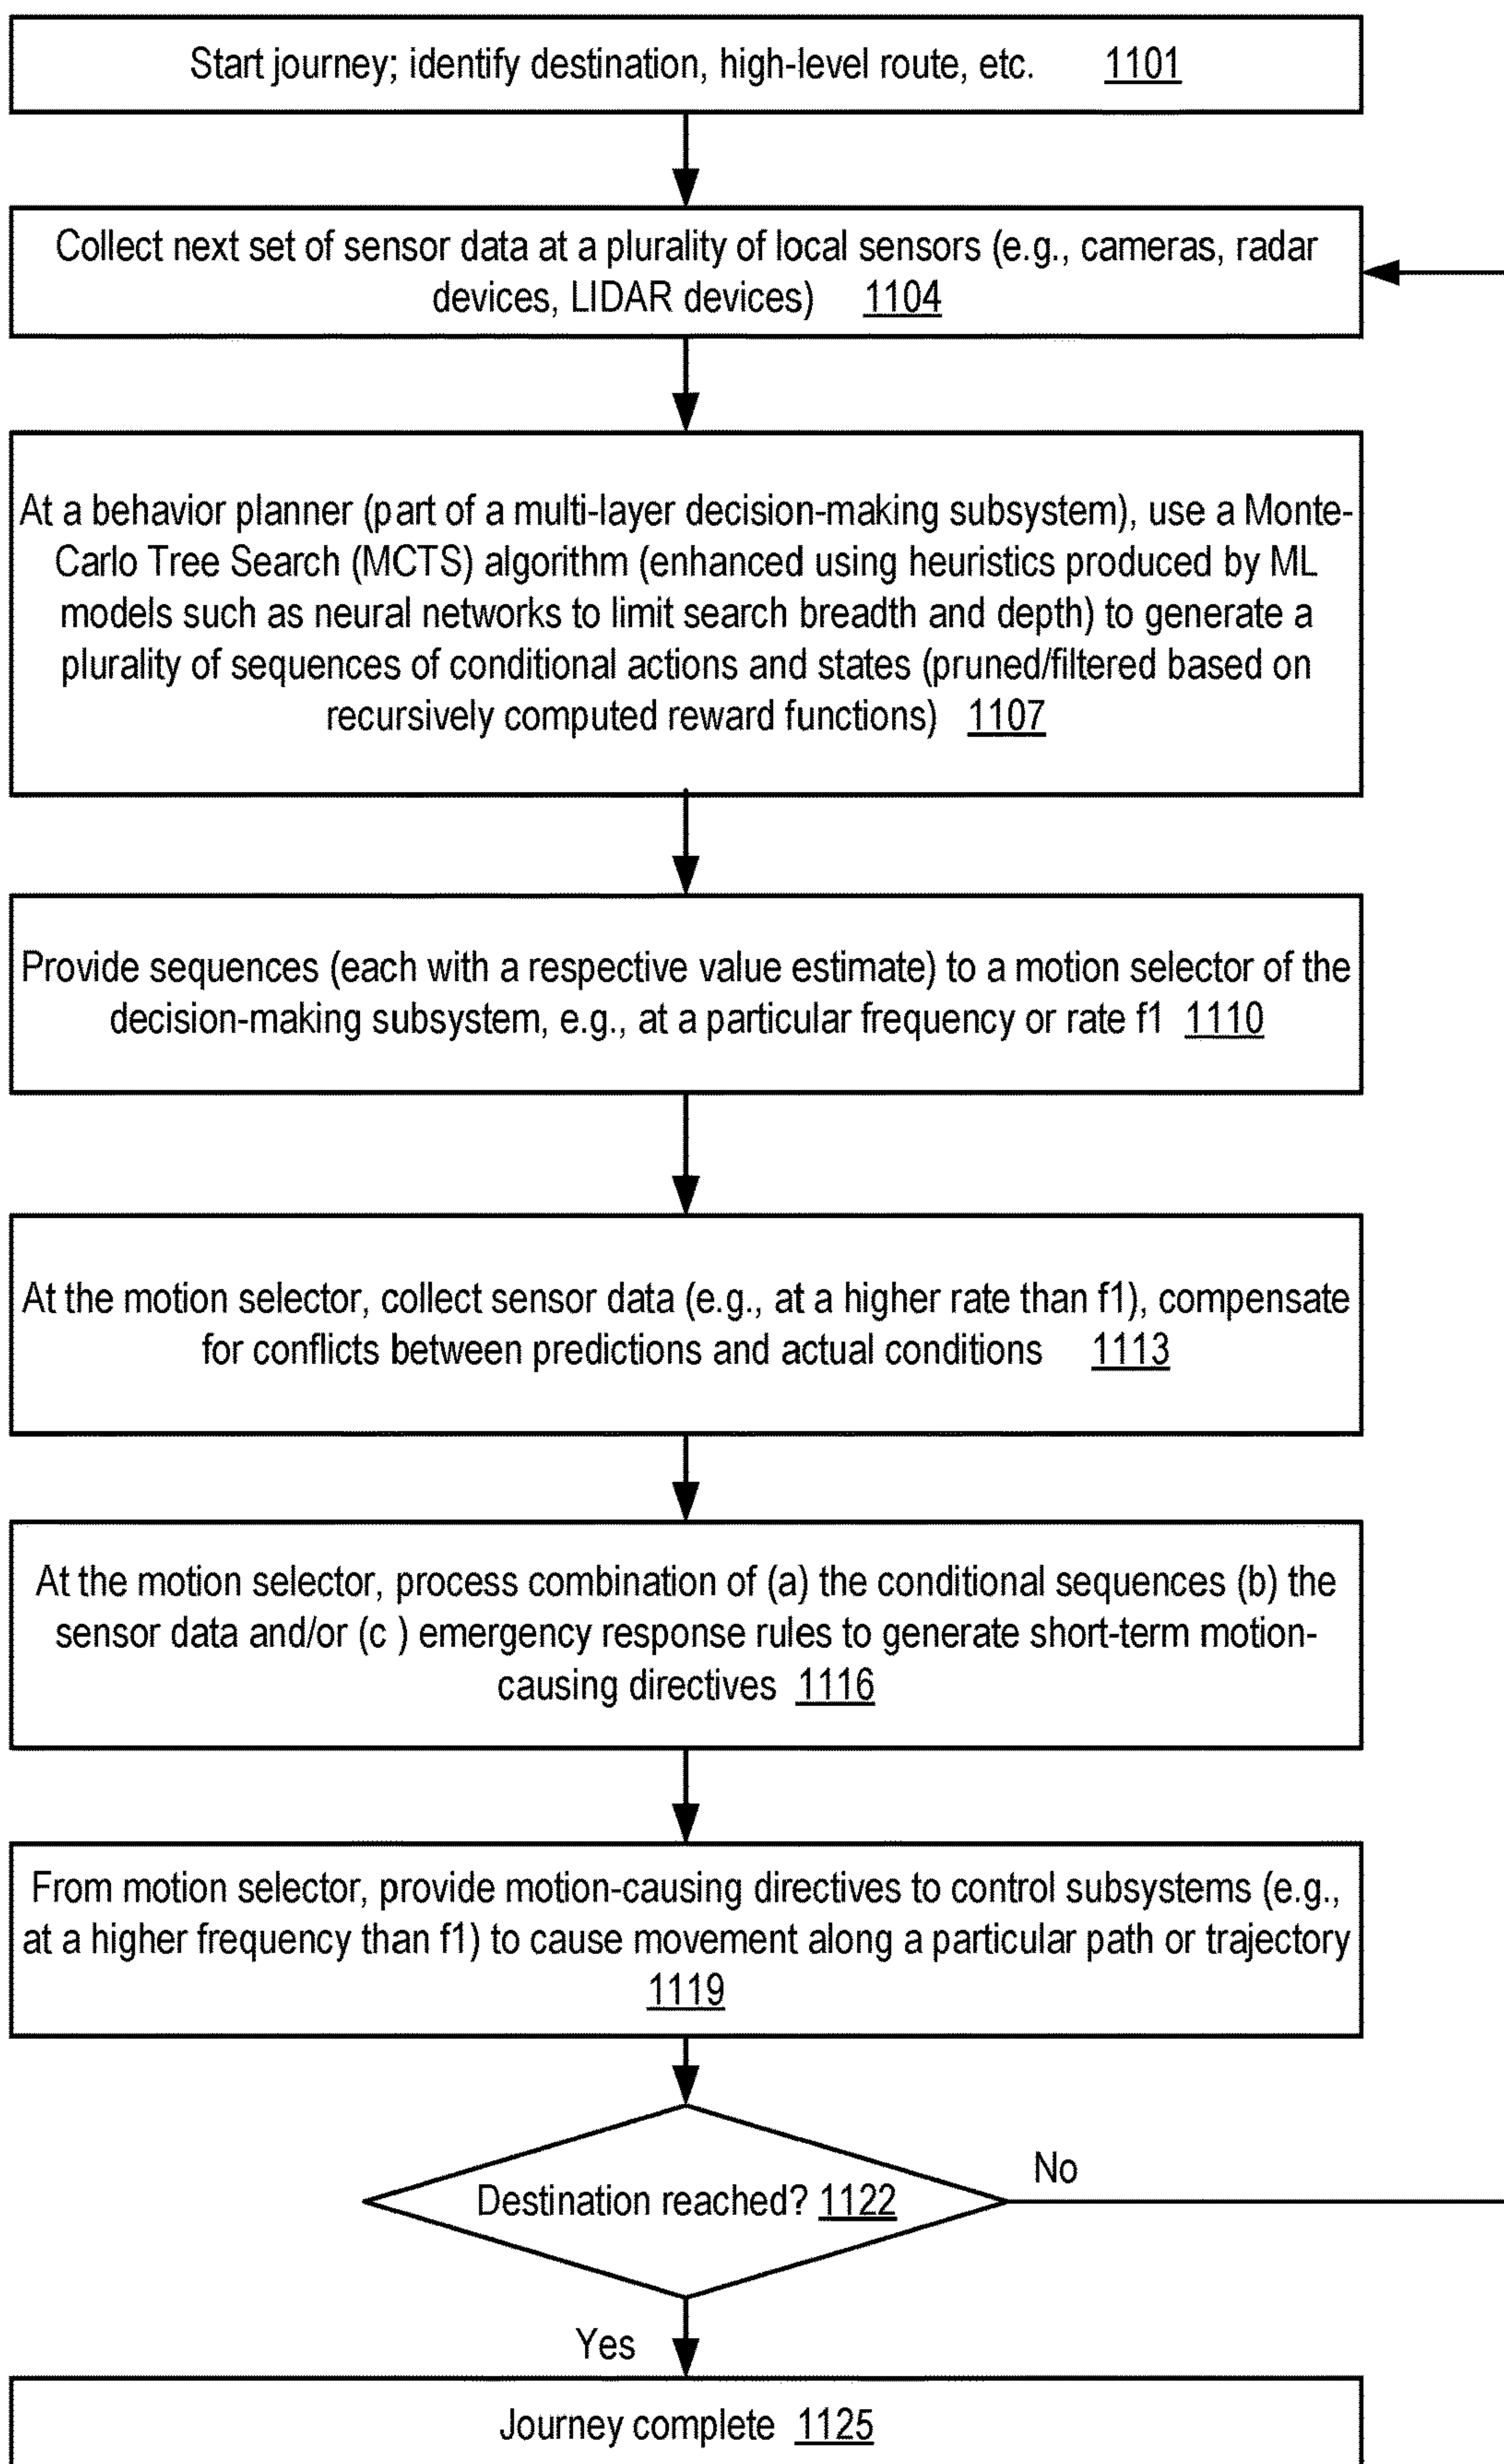 Start journey; identify destination, high-level route, etc. 1101
Collect next set of sensor data at a plurality of local sensors (e.g., cameras, radar
devices, LIDAR devices) 1104
At a behavior planner (part of a multi-layer decision-making subsystem), use a Monte-
Carlo Tree Search (MCTS) algorithm (enhanced using heuristics produced by ML
models such as neural networks to limit search breadth and depth) to generate a
plurality of sequences of conditional actions and states (pruned/filtered based on
recursively computed reward functions) 1107
Provide sequences (each with a respective value estimate) to a motion selector of the
decision-making subsystem, e.g., at a particular frequency or rate f1 1110
At the motion selector, collect sensor data (e.g., at a higher rate than f1), compensate
for conflicts between predictions and actual conditions 1113
At the motion selector, process combination of (a) the conditional sequences (b) the
sensor data and/or (c ) emergency response rules to generate short-term motion-
causing directives 1116
From motion selector, provide motion-causing directives to control subsystems (e.g.,
at a higher frequency than f1) to cause movement along a particular path or trajectory
1119
No
Destination reached? 1122
Yes
Journey complete 1125